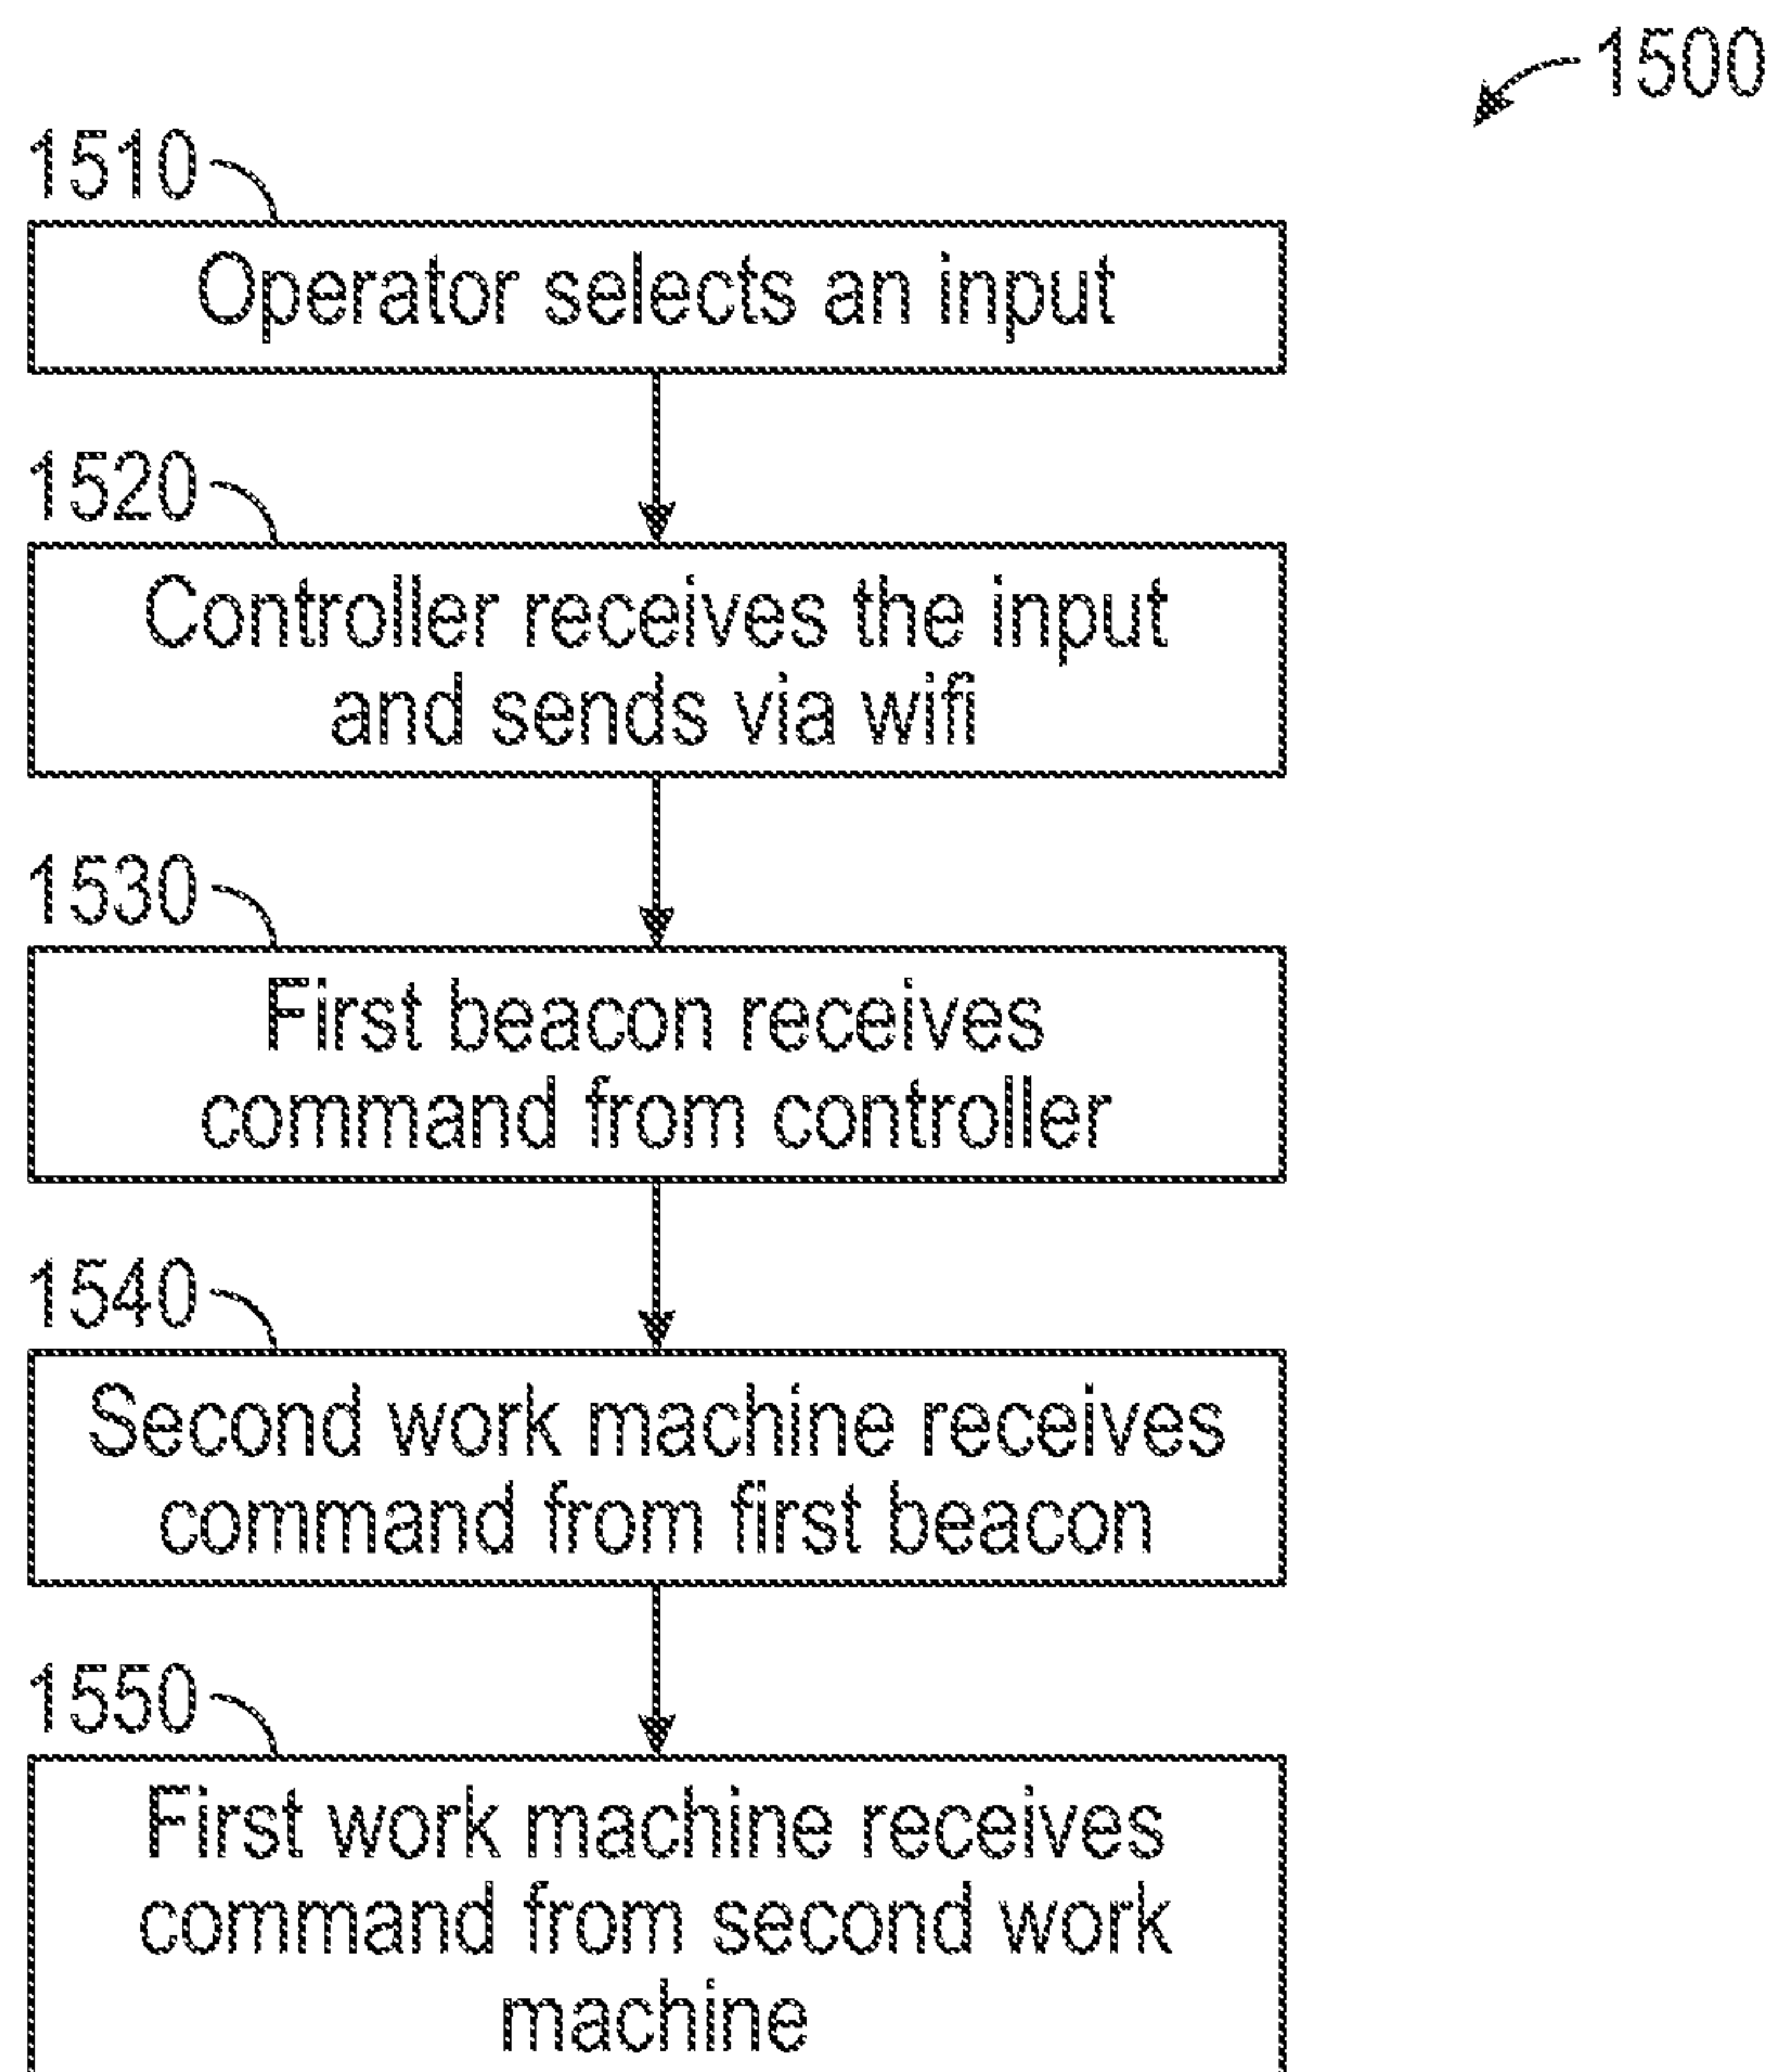 1500
1510
Operator selects an input
1520
Controller receives the input
and sends via wifi
1530
First beacon receives
command from controller
1540
Second work machine receives
command from first beacon
1550
First work machine receives
command from second work
machine